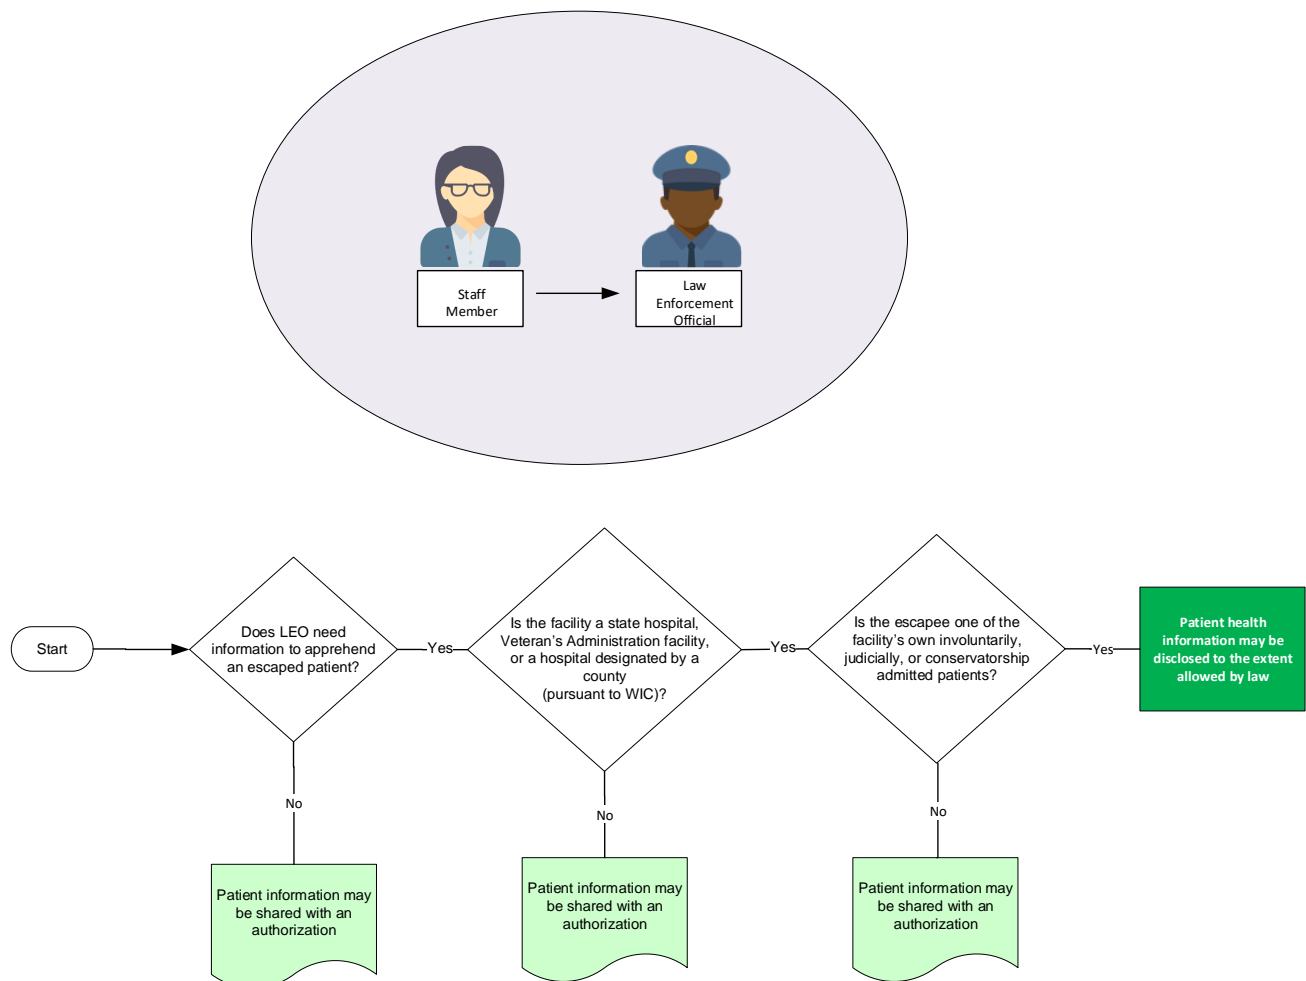 Staff
Member
Law
Enforcement
Official
Start
Does LEO need
information to apprehend
an escaped patient?
Yes
Is the facility a state hospital,
Veteran's Administration facility,
or a hospital designated by a
county
(pursuant to WIC)?
Yes
Is the escapee one of the
facility's own involuntarily,
judicially, or conservatorship
admitted patients?
Yes
Patient health
information may be
disclosed to the extent
allowed by law
No
No
No
Patient information may
be shared with an
authorization
Patient information may
be shared with an
authorization
Patient information may
be shared with an
authorization